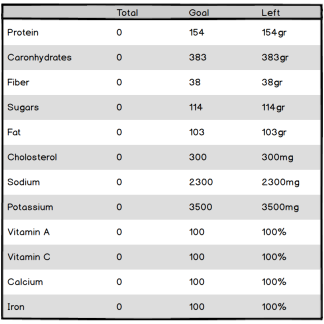 Total Goal Left
Protein 0 154 154gr
Caronhydrates 0 383 383gr
Fiber 0 38 38gr
Sugars 0 114 114gr
Fat 0 103 103gr
Cholosterol 0 300 300mg
Sodium 0 2300 2300mg
Potassium 0 3500 3500mg
Vitamin A 0 100 100%
Vitamin C 0 100 100%
Calcium 0 100 100%
Iron 0 100 100%